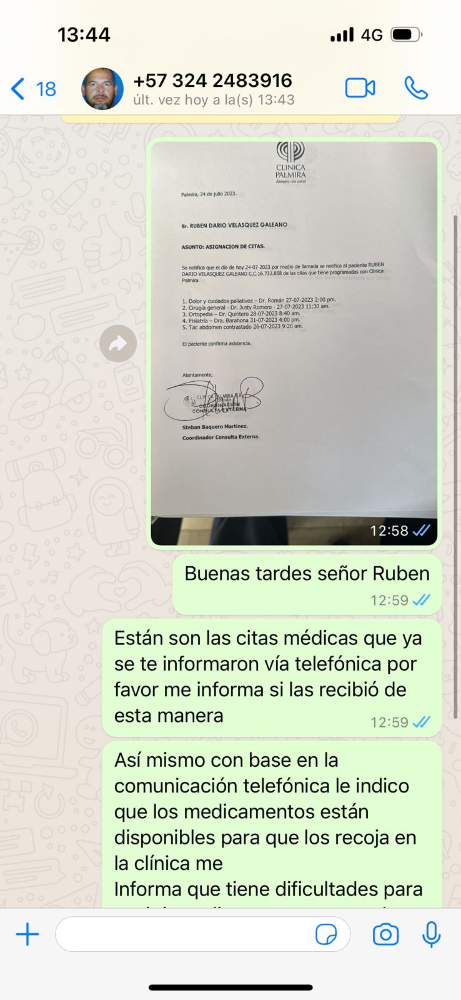 13:44
4G
18
+57 324 2483916
últ. vez hoy a la(s) 13:43
CLINICA
PALMIRA
Siempre con usted
Palmira, 24 de julio 2023.
Sr. RUBEN DARIO VELASQUEZ GALEANO
ASUNTO: ASIGNACION DE CITAS.
Se notifica que el día de hoy 24-07-2023 por medio de llamada se notifica al paciente RUBEN
DARIO VELASQUEZ GALEANO C.C.16.732.858 de las citas que tiene programadas con Clinica
Palmira
1. Dolor y cuidados paliativos – Dr. Román 27-07-2023 2:00 pm.
2. Cirugía general - Dr. Justy Romero - 27-07-2023 11:30 am.
3. Ortopedia – Dr. Quintero 28-07-2023 8:40 am.
4. Fisiatría – Dra. Barahona 31-07-2023 4:00 pm.
5. Tac abdomen contrastado 26-07-2023 9:20 am.
El paciente confirma asistencia.
Atentamente,
CLINICA PALMIRA S.A
COORDINACIÓN
CONSULTA EXTERNA
Steban Baquero Martínez.
Coordinador Consulta Externa.
12:58
Buenas tardes señor Ruben
12:59
Están son las citas médicas que ya
se te informaron vía telefónica por
favor me informa si las recibió de
esta manera
12:59
Así mismo con base en la
comunicación telefónica le indico
que los medicamentos están
disponibles para que los recoja en
la clínica me
Informa que tiene dificultades para